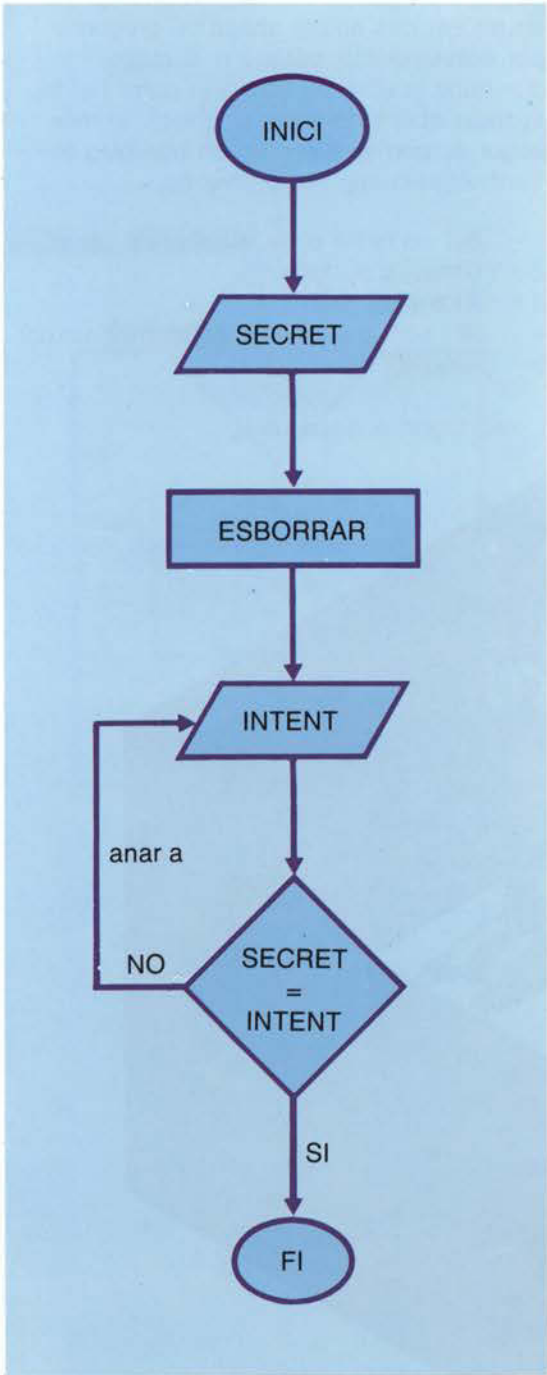 INICI
SECRET
ESBORRAR
INTENT
anar a
NO
SECRET
=
INTENT
SI
FI